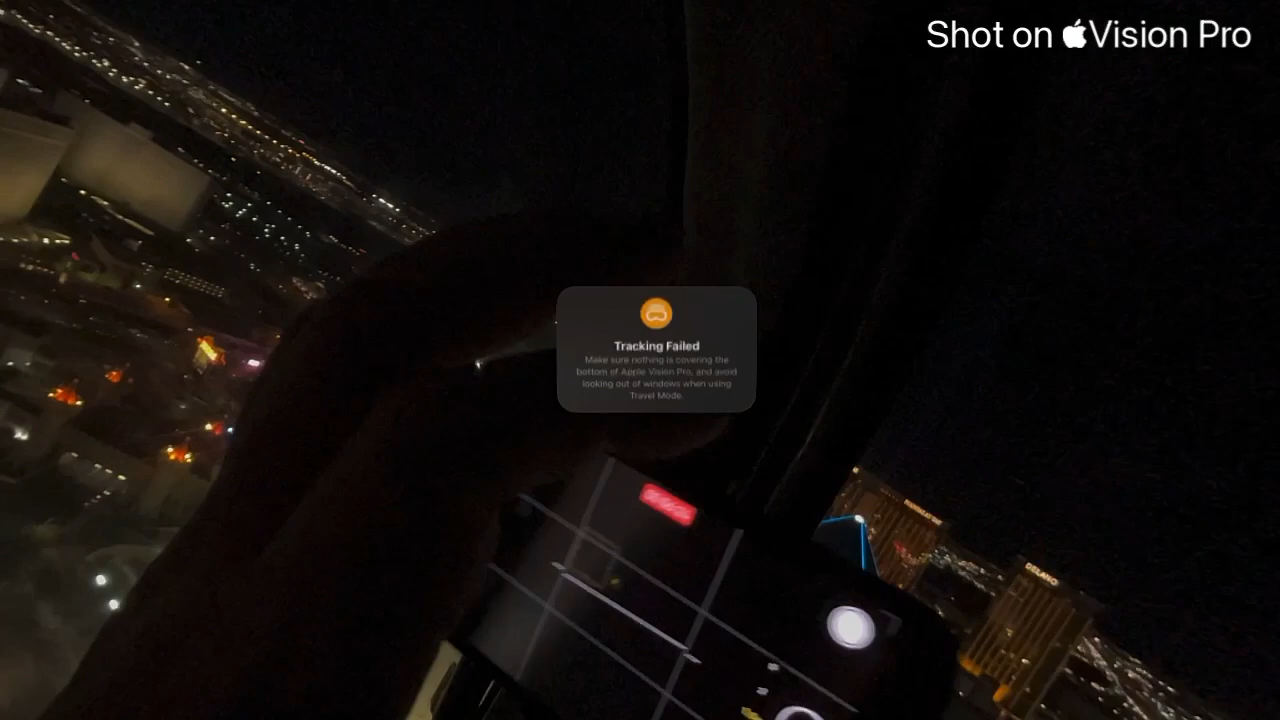 Shot on Vision Pro
Tracking Failed
Make sure nothing is covering the
bottom of Apple Vision Pro, and avoid
looking out of windows when using
Travel Mode.
DELANO